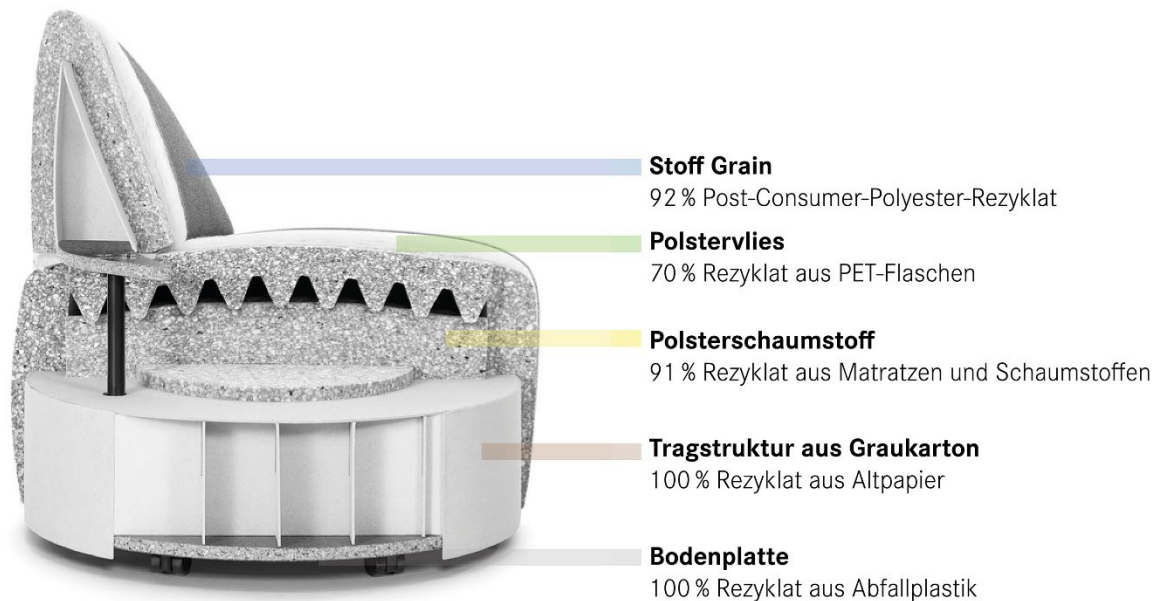 Stoff Grain
92 % Post-Consumer-Polyester-Rezyklat
Polstervlies
70 % Rezyklat aus PET-Flaschen
Polsterschaumstoff
91 % Rezyklat aus Matratzen und Schaumstoffen
Tragstruktur aus Graukarton
100 % Rezyklat aus Altpapier
Bodenplatte
100 % Rezyklat aus Abfallplastik